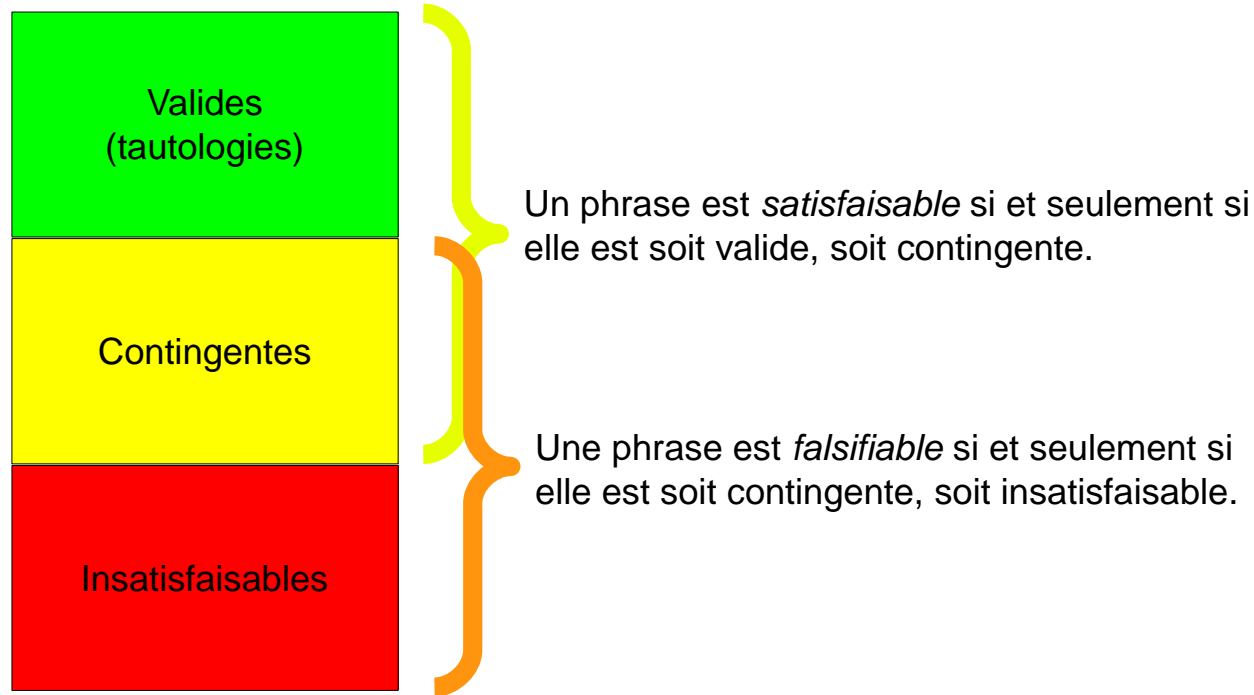 Valides
(tautologies)
Un phrase est satisfaisable si et seulement si
elle est soit valide, soit contingente.
Contingentes
Une phrase est falsifiable si et seulement si
elle est soit contingente, soit insatisfaisable.
Insatisfaisables